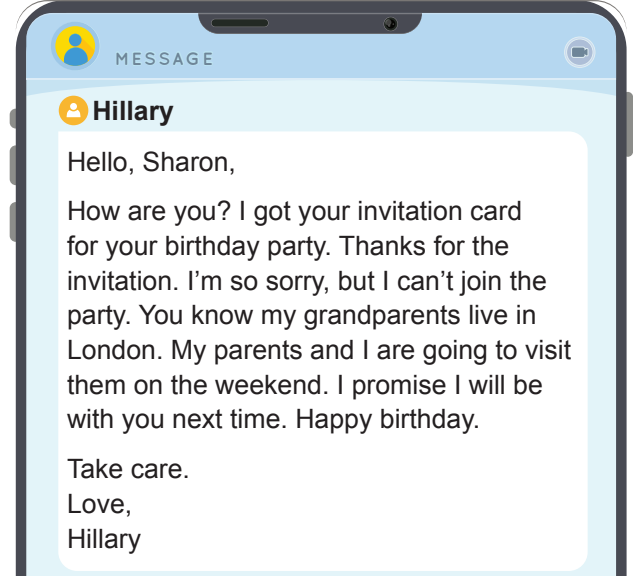 MESSAGE
Hillary
Hello, Sharon,
How are you? I got your invitation card
for your birthday party. Thanks for the
invitation. I’m so sorry, but I can’t join the
party. You know my grandparents live in
London. My parents and I are going to visit
them on the weekend. I promise I will be
with you next time. Happy birthday.
Take care.
Love,
Hillary